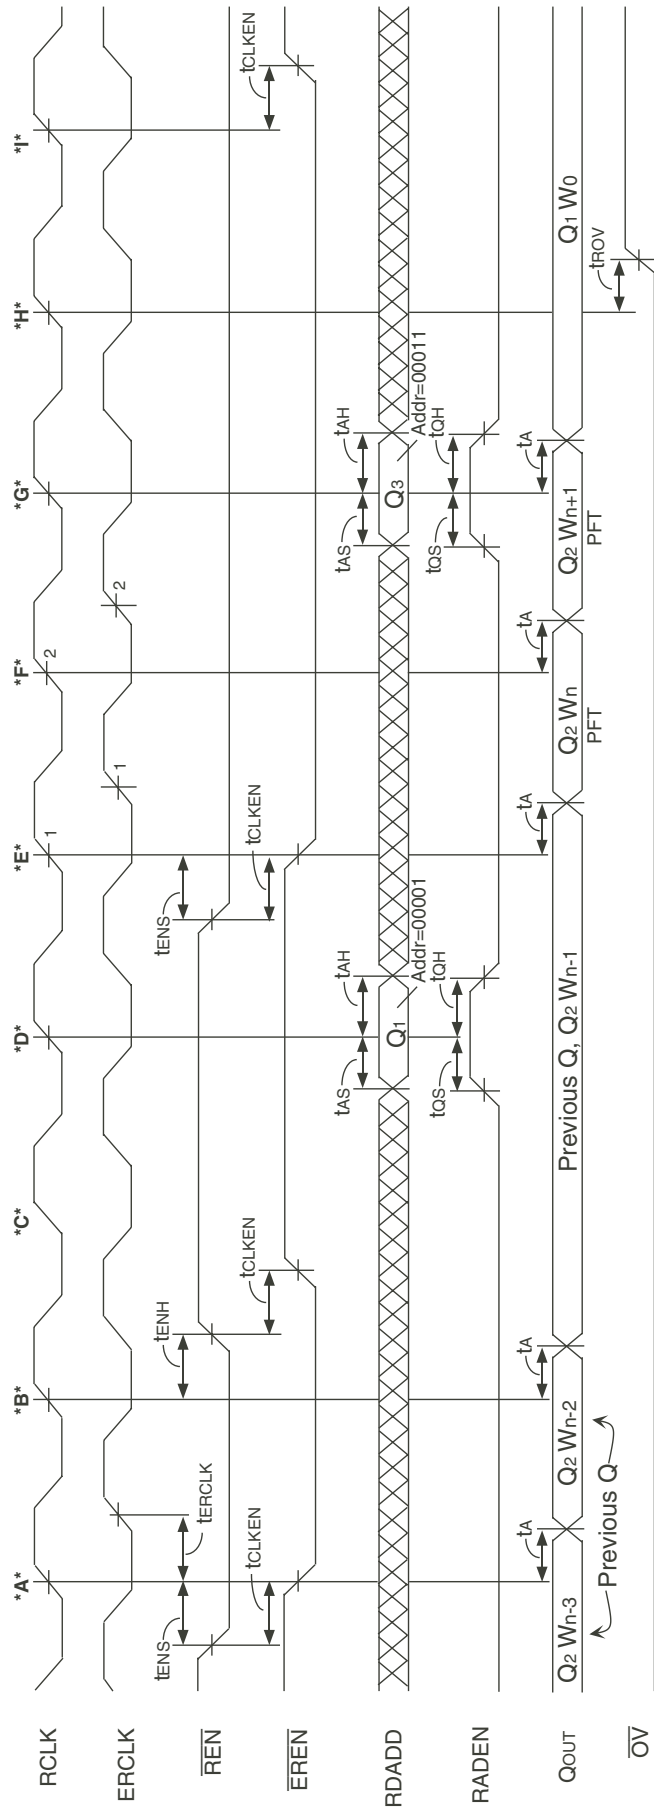 *A* *B* *C* *D* *E* *F* *G* *H* *I*
RCLK 1 2
ERCLK 1 2
tERCLK
REN tENS tENH tENS
EREN tCLKEN tCLKEN tCLKEN tCLKEN
RDADD tAS Q1 tAH tAS Q3 tAH
Addr=00001 Addr=00011
RADEN tQS tQH tQS tQH
tA tA tA tA tA
QOUT Q2 Wn-3 Q2 Wn-2 Previous Q, Q2 Wn-1 Q2 Wn Q2 Wn+1 Q1 W0
Previous Q PFT PFT
OV tROV